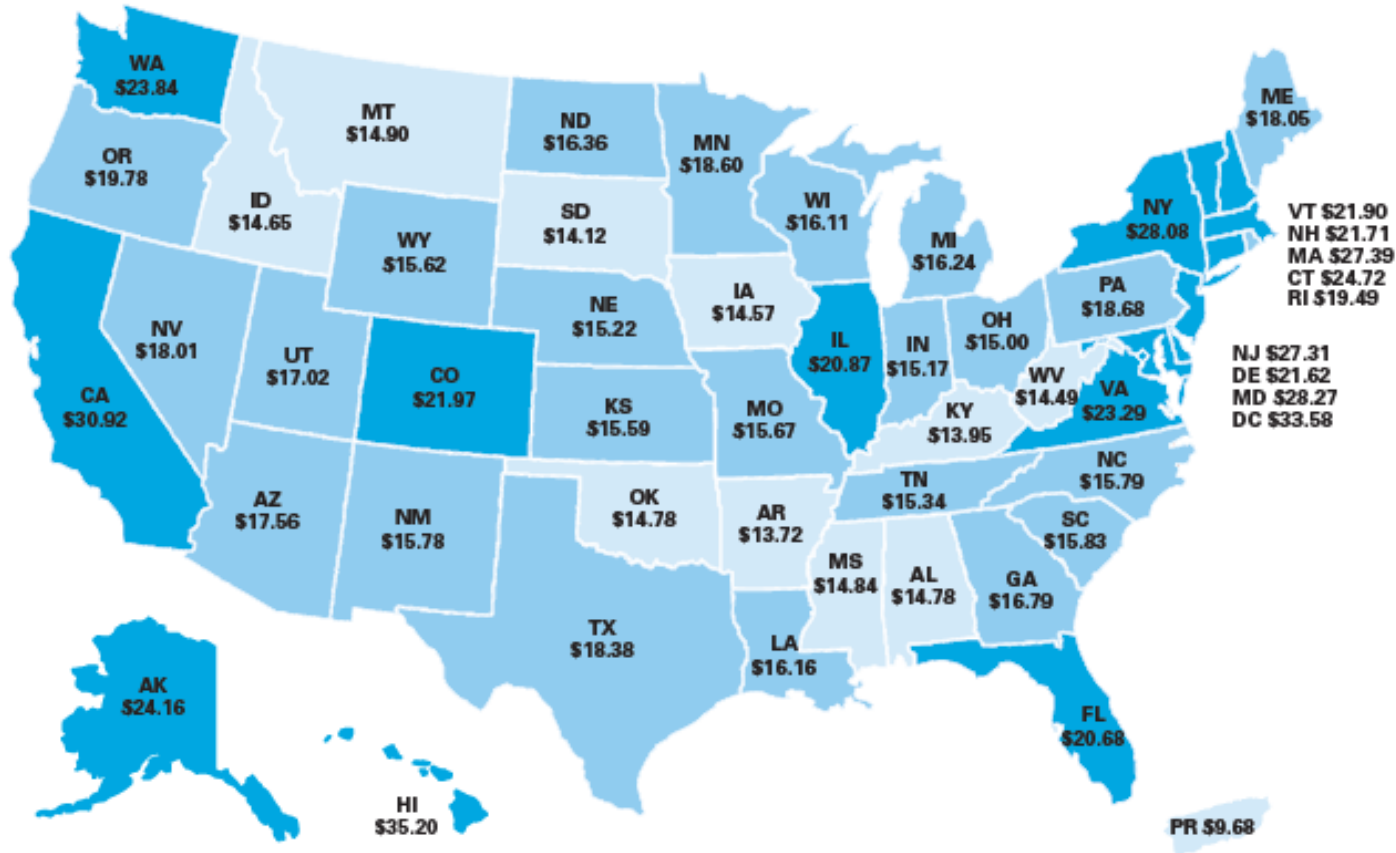 WA
$23.84
MT
$14.90
ND
$16.36
MN
$18.60
ME
$18.05
OR
$19.78
ID
$14.65
SD
$14.12
WI
$16.11
MI
$16.24
NY
$28.08
VT $21.90
NH $21.71
MA $27.39
CT $24.72
RI $19.49
WY
$15.62
IA
$14.57
PA
$18.68
NV
$18.01
NE
$15.22
IL
$20.87
IN
$15.17
OH
$15.00
NJ $27.31
DE $21.62
MD $28.27
DC $33.58
CA
$30.92
UT
$17.02
CO
$21.97
KS
$15.59
MO
$15.67
KY
$13.95
WV
$14.49
VA
$23.29
AZ
$17.56
NM
$15.78
OK
$14.78
AR
$13.72
TN
$15.34
NC
$15.79
SC
$15.83
MS
$14.84
AL
$14.78
GA
$16.79
TX
$18.38
LA
$16.16
AK
$24.16
FL
$20.68
HI
$35.20
PR $9.68